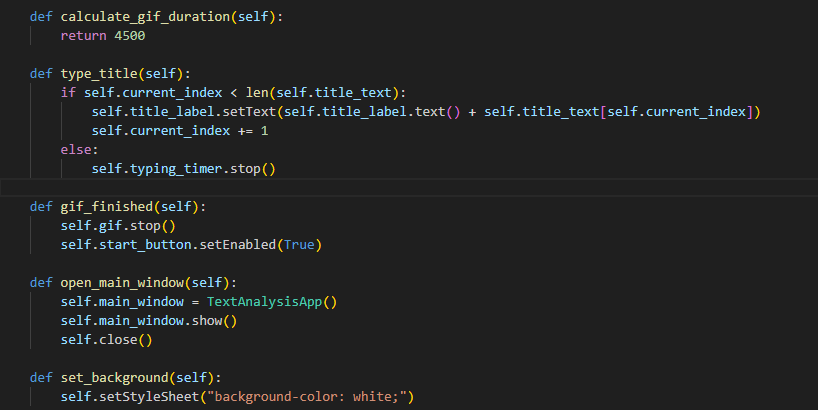 def calculate_gif_duration(self):
    return 4500
def type_title(self):
    if self.current_index < len(self.title_text):
        self.title_label.setText(self.title_label.text() + self.title_text[self.current_index])
        self.current_index += 1
    else:
        self.typing_timer.stop()
def gif_finished(self):
    self.gif.stop()
    self.start_button.setEnabled(True)
def open_main_window(self):
    self.main_window = TextAnalysisApp()
    self.main_window.show()
    self.close()
def set_background(self):
    self.setStyleSheet("background-color: white;")